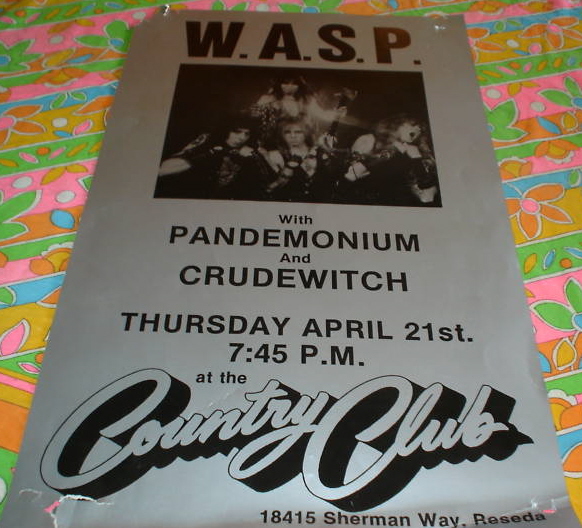 W.A.S.P.
With
PANDEMONIUM
And
CRUDEWITCH
THURSDAY APRIL 21st.
7:45 P.M.
at the
Country Club
18415 Sherman Way, Reseda